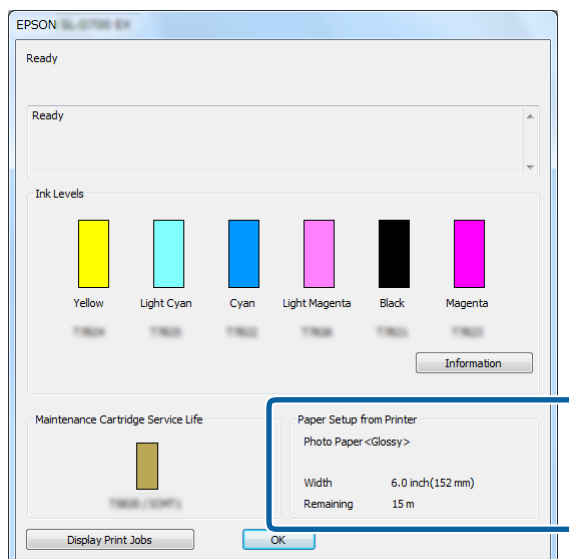 EPSON
Ready
Ready
Ink Levels
Yellow Light Cyan Cyan Light Magenta Black Magenta
Information
Maintenance Cartridge Service Life
Paper Setup from Printer
Photo Paper<Glossy>
Width 6.0 inch(152 mm)
Remaining 15 m
Display Print Jobs OK